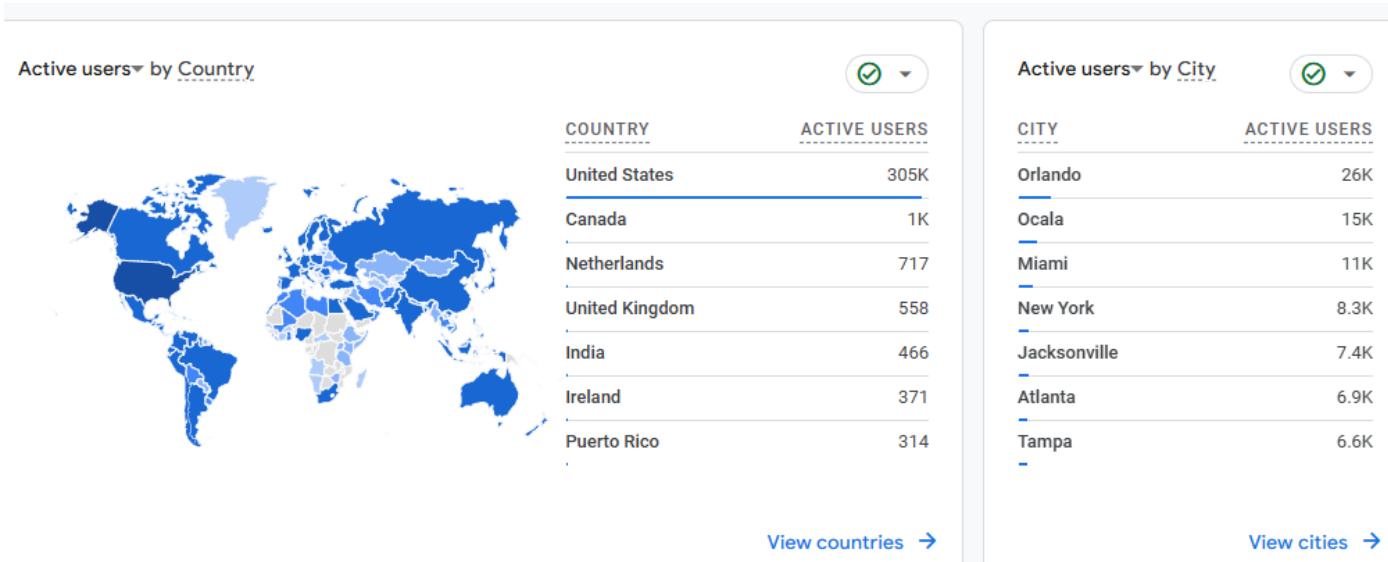 Active users by Country
COUNTRY ACTIVE USERS
United States 305K
Canada 1K
Netherlands 717
United Kingdom 558
India 466
Ireland 371
Puerto Rico 314
View countries →
Active users by City
CITY ACTIVE USERS
Orlando 26K
Ocala 15K
Miami 11K
New York 8.3K
Jacksonville 7.4K
Atlanta 6.9K
Tampa 6.6K
View cities →